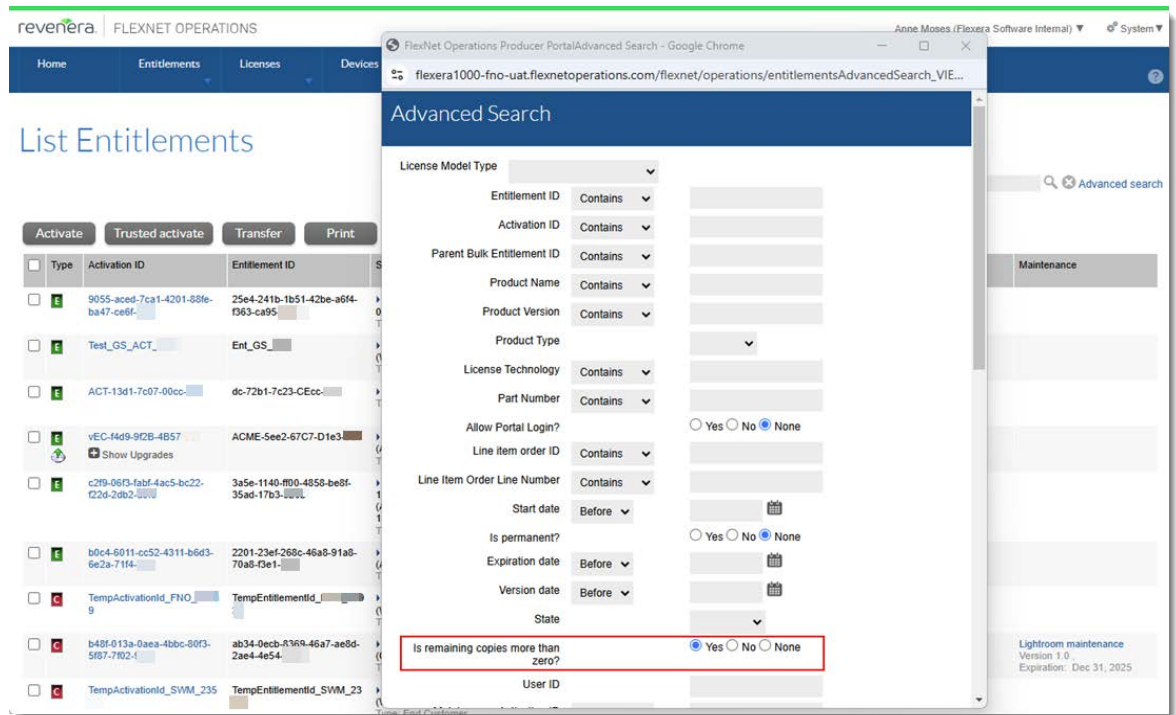 revenera. FLEXNET OPERATIONS
Anne Moses (Flexera Software Internal) ▼ System ▼
Home Entitlements Licenses Devices
FlexNet Operations Producer PortalAdvanced Search - Google Chrome
flexera1000-fno-uat.flexnetoperations.com/flexnet/operations/entitlementsAdvancedSearch_VIE...
List Entitlements
Advanced search
Activate Trusted activate Transfer Print
Type Activation ID Entitlement ID S Maintenance
E 9055-aced-7ca1-4201-88fe- 25e4-241b-1b51-42be-a6f4-
ba47-ce6f- f363-ca95-
E Test_GS_ACT_ Ent_GS_
E ACT-13d1-7c07-00cc- dc-72b1-7c23-CEcc-
E vEC-f4d9-9f2B-4B57 ACME-5ee2-67C7-D1e3-
Show Upgrades
E c2f9-06f3-fabf-4ac5-bc22- 3a5e-1140-ff00-4858-be8f-
f22d-2db2- 35ad-17b3-
E b0c4-6011-cc52-4311-b6d3- 2201-23ef-268c-46a8-91a8-
6e2a-71f4- 70a8-f3e1-
C TempActivationId_FNO_ TempEntitlementId_
9
C b48f-013a-0aea-4bbc-80f3- ab34-0ecb-8369-46a7-ae8d- Lightroom maintenance
5f87-7f02- 2ae4-4e54- Version 1.0 ,
Expiration: Dec 31, 2025
C TempActivationId_SWM_235 TempEntitlementId_SWM_23
Type: End Customer
Advanced Search
License Model Type
Entitlement ID Contains
Activation ID Contains
Parent Bulk Entitlement ID Contains
Product Name Contains
Product Version Contains
Product Type
License Technology Contains
Part Number Contains
Allow Portal Login? Yes No None
Line item order ID Contains
Line Item Order Line Number Contains
Start date Before
Is permanent? Yes No None
Expiration date Before
Version date Before
State
Is remaining copies more than Yes No None
zero?
User ID